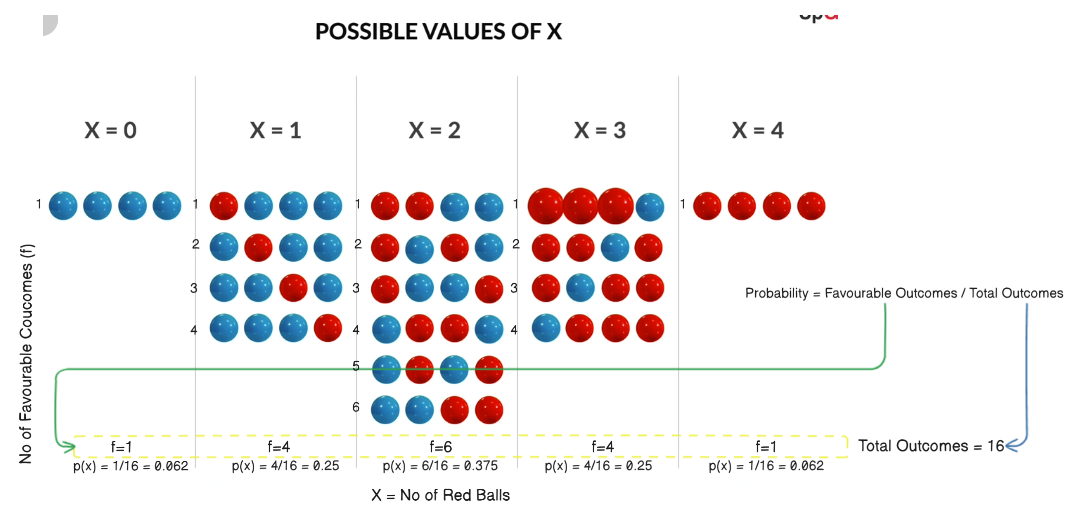 POSSIBLE VALUES OF X
X = 0
X = 1
X = 2
X = 3
X = 4
1
1
1
1
1
2
2
2
3
3
3
4
4
4
5
6
No of Favourable Coucomes (f)
Probability = Favourable Outcomes / Total Outcomes
f=1
f=4
f=6
f=4
f=1
Total Outcomes = 16
p(x) = 1/16 = 0.062
p(x) = 4/16 = 0.25
p(x) = 6/16 = 0.375
p(x) = 4/16 = 0.25
p(x) = 1/16 = 0.062
X = No of Red Balls